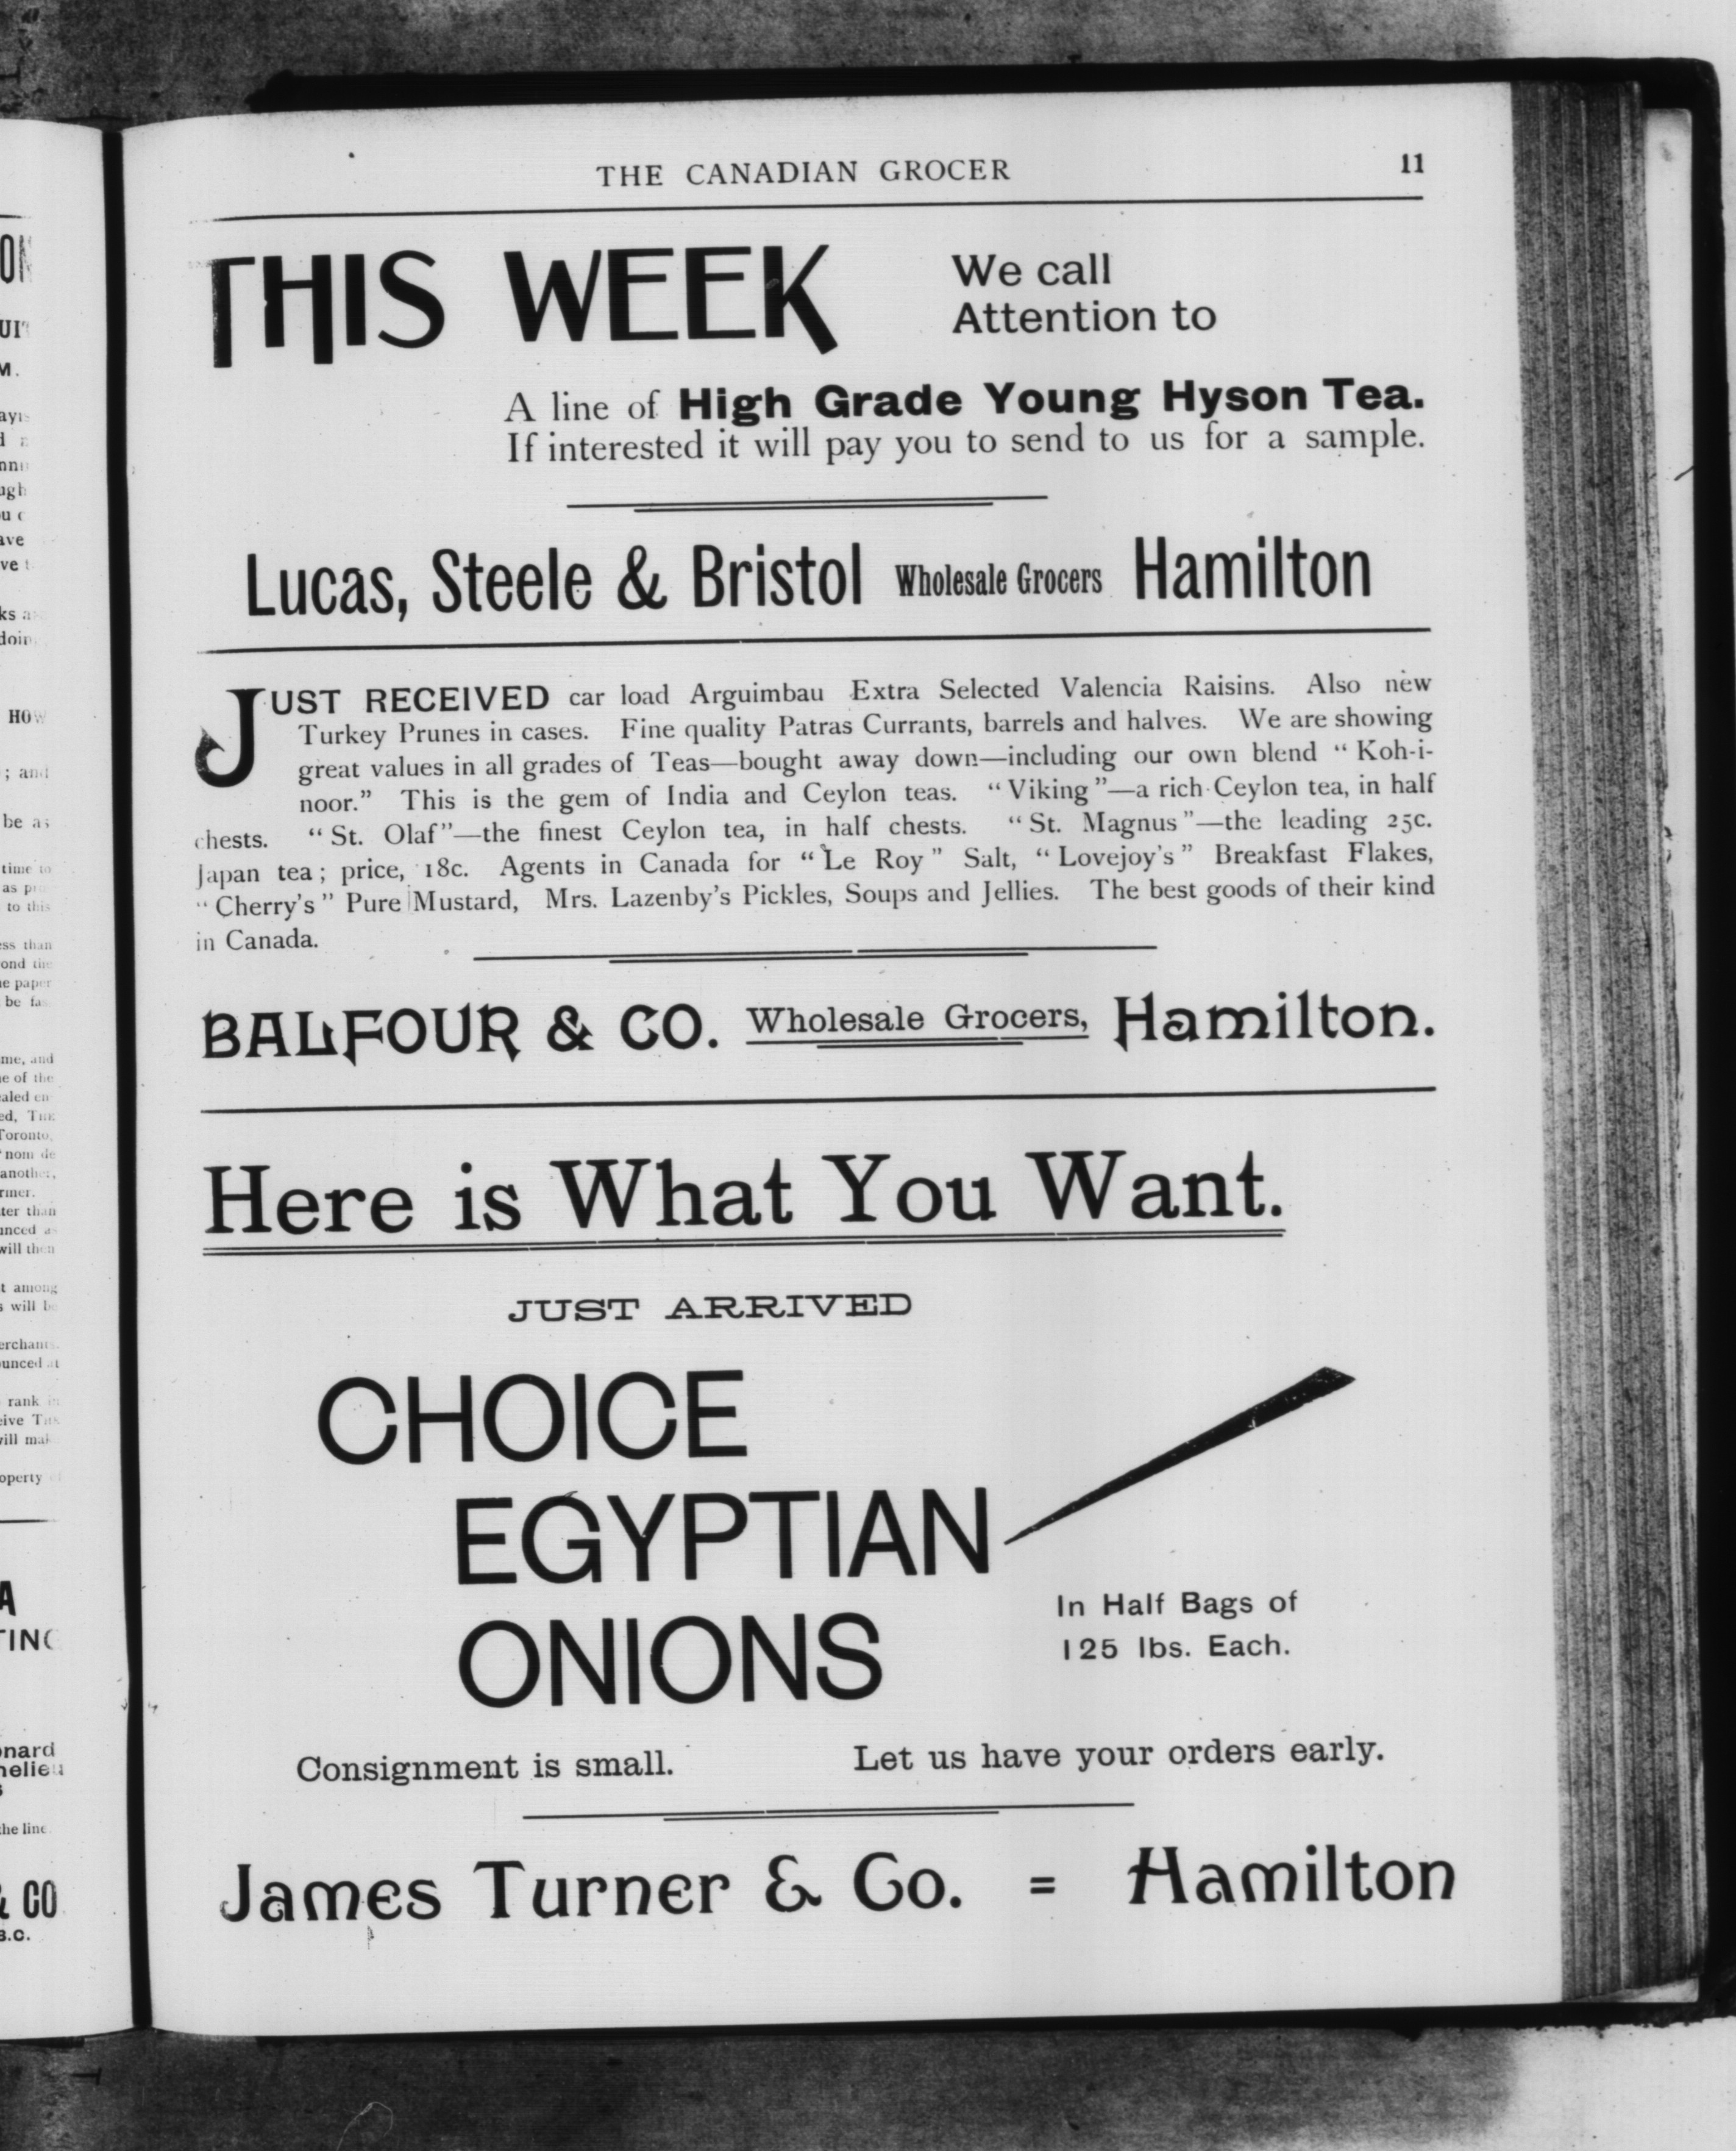 THE CANADIAN GROCER 11
THIS WEEK
We call
Attention to
A line of High Grade Young Hyson Tea.
If interested it will pay you to send to us for a sample.
Lucas, Steele & Bristol Wholesale Grocers Hamilton
JUST RECEIVED car load Arguimbau Extra Selected Valencia Raisins. Also new
Turkey Prunes in cases. Fine quality Patras Currants, barrels and halves. We are showing
great values in all grades of Teas—bought away down—including our own blend “Koh-i-
noor.” This is the gem of India and Ceylon teas. “Viking”—a rich Ceylon tea, in half
chests. “St. Olaf”—the finest Ceylon tea, in half chests. “St. Magnus”—the leading 25c.
Japan tea; price, 18c. Agents in Canada for “Le Roy” Salt, “Lovejoy's” Breakfast Flakes,
“Cherry's” Pure Mustard, Mrs. Lazenby's Pickles, Soups and Jellies. The best goods of their kind
in Canada.
BALFOUR & CO. Wholesale Grocers, Hamilton.
Here is What You Want.
JUST ARRIVED
CHOICE
EGYPTIAN
ONIONS
In Half Bags of
125 lbs. Each.
Consignment is small. Let us have your orders early.
James Turner & Co. = Hamilton